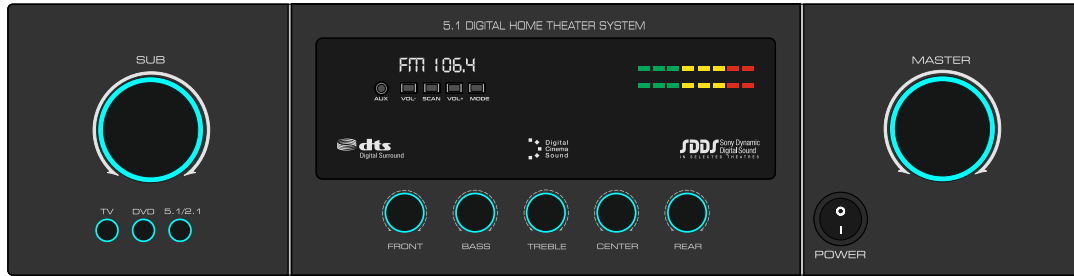 5.1 DIGITAL HOME THEATER SYSTEM
SUB
MASTER
FM 106.4
AUX VOL- SCAN VOL+ MODE
dts
Digital Surround
Digital
Cinema
Sound
SDDS Sony Dynamic
Digital Sound
IN SELECTED THEATRES
TV DVD 5.1/2.1
FRONT BASS TREBLE CENTER REAR
O
I
POWER